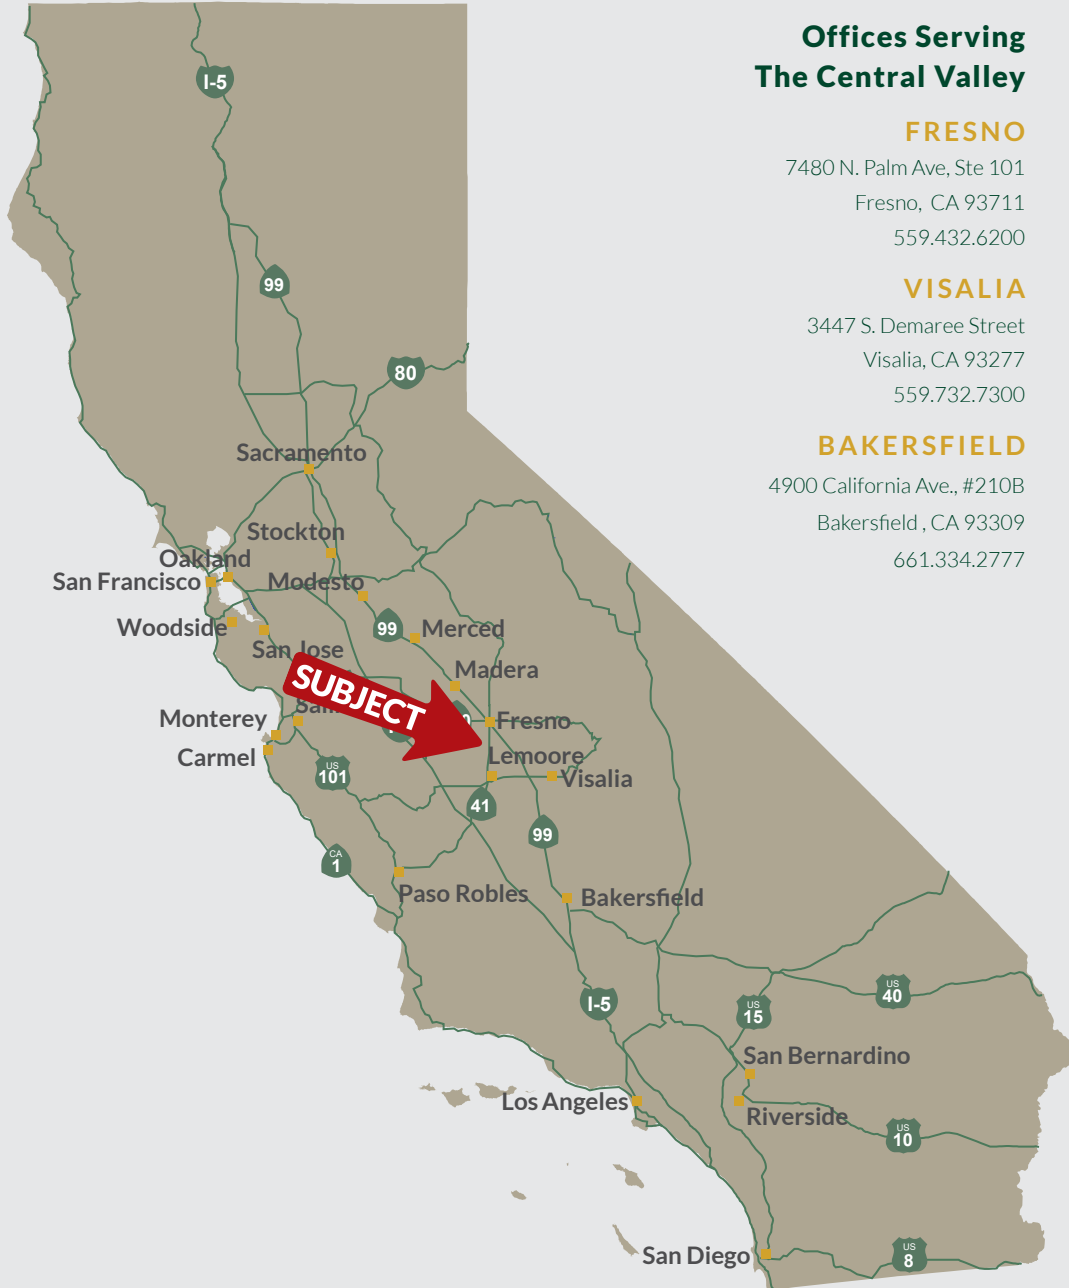 Offices Serving
The Central Valley
FRESNO
7480 N. Palm Ave, Ste 101
Fresno, CA 93711
559.432.6200
VISALIA
3447 S. Demaree Street
Visalia, CA 93277
559.732.7300
BAKERSFIELD
4900 California Ave., #210B
Bakersfield , CA 93309
661.334.2777
I-5
99
80
Sacramento
Stockton
Oakland
San Francisco
Modesto
Woodside
99
Merced
San Jose
Madera
SUBJECT
Monterey
Fresno
Carmel
Lemoore
US
101
Visalia
41
99
CA
1
Paso Robles
Bakersfield
I-5
US
40
US
15
San Bernardino
Los Angeles
Riverside
US
10
San Diego
US
8